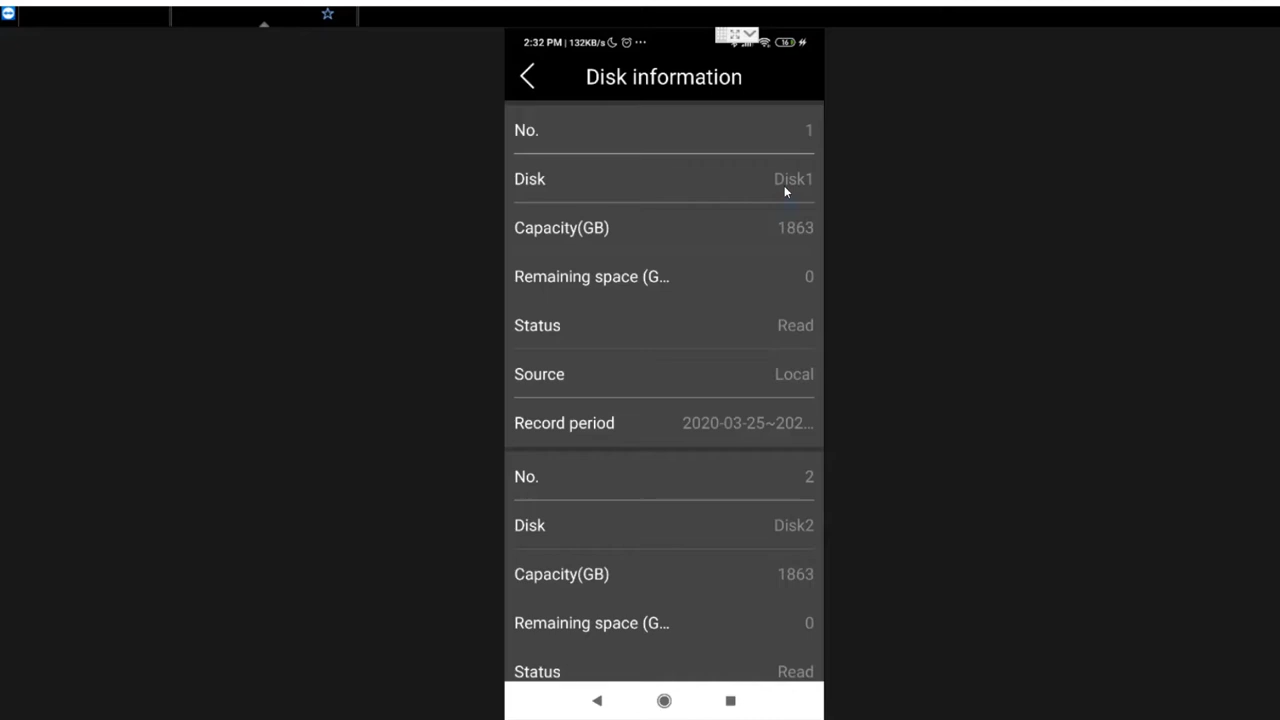 2:32 PM | 132KB/s ... 16
Disk information
No. 1
Disk Disk1
Capacity(GB) 1863
Remaining space (G... 0
Status Read
Source Local
Record period 2020-03-25~202...
No. 2
Disk Disk2
Capacity(GB) 1863
Remaining space (G... 0
Status Read